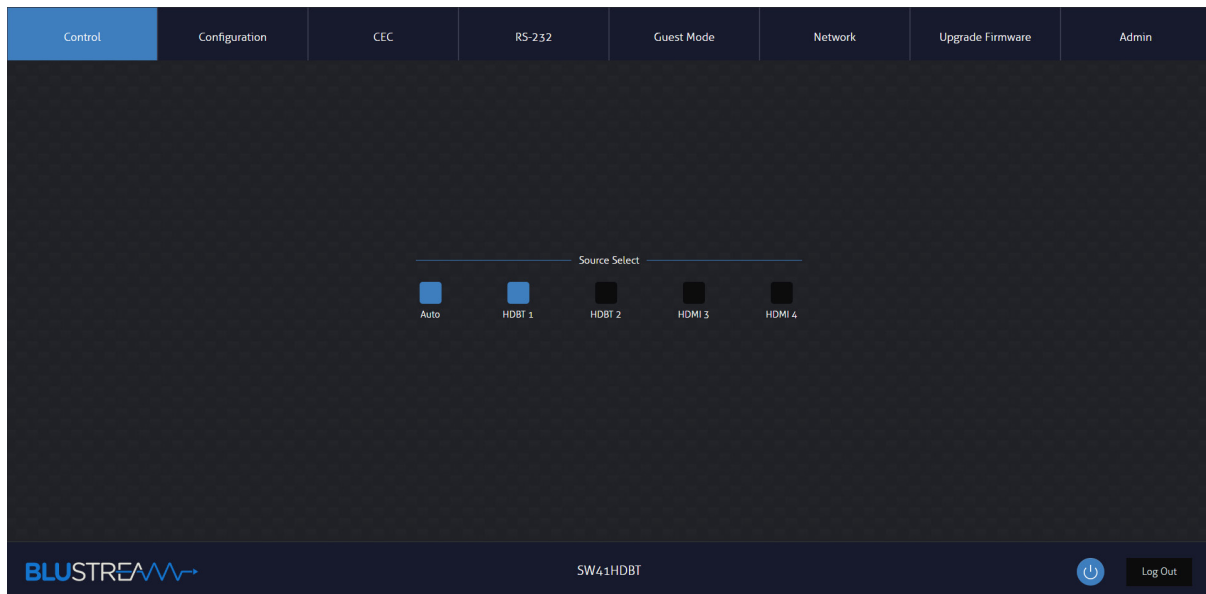 Control
Configuration
CEC
RS-232
Guest Mode
Network
Upgrade Firmware
Admin
Source Select
Auto
HDBT 1
HDBT 2
HDMI 3
HDMI 4
BLUSTREAM
SW41HDBT
Log Out